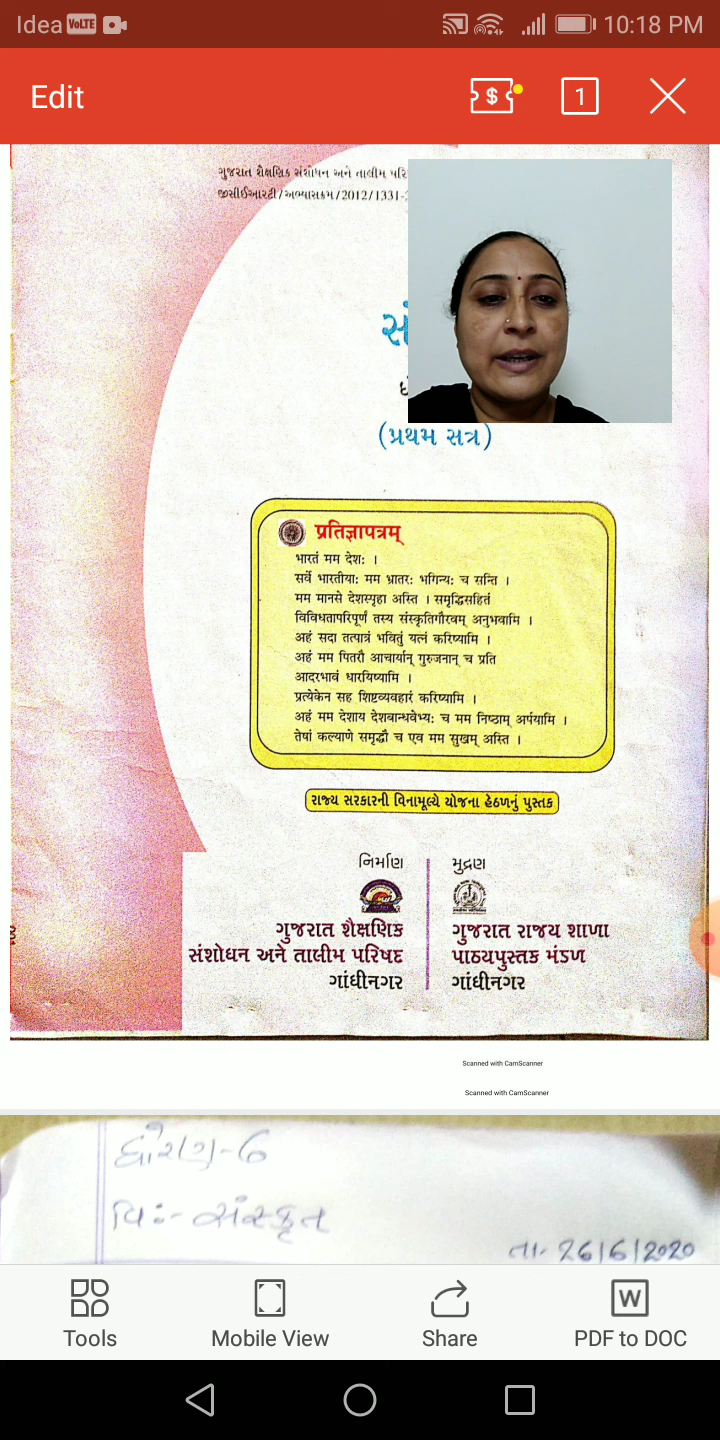 Idea VoLTE 10:18 PM
Edit $ 1
ગુજરાત શૈક્ષણિક સંશોધન અને તાલીમ
જીસીઈઆરટી/અભ્યાસક્રમ/2012/1331-
(પ્રથમ સત્ર)
प्रतिज्ञापत्रम्
भारतं मम देशः ।
सर्वे भारतीयाः मम भ्रातरः भगिन्यः च सन्ति ।
मम मानसे देशस्पृहा अस्ति । समृद्धिसहितं
विविधतापरिपूर्णं तस्य संस्कृतिगौरवम् अनुभवामि ।
अहं सदा तत्पात्रं भवितुं यत्नं करिष्यामि ।
अहं मम पितरौ आचार्यान् गुरुजनान् च प्रति
आदरभावं धारयिष्यामि ।
प्रत्येकेन सह शिष्टव्यवहारं करिष्यामि ।
अहं मम देशाय देशबान्धवेभ्यः च मम निष्ठाम् अर्पयामि ।
तेषां कल्याणे समृद्धौ च एव मम सुखम् अस्ति ।
રાજ્ય સરકારની વિનામૂલ્યે યોજના હેઠળનું પુસ્તક
નિર્માણ
ગુજરાત શૈક્ષણિક
સંશોધન અને તાલીમ પરિષદ
ગાંધીનગર
મુદ્રણ
ગુજરાત રાજ્ય શાળા
પાઠ્યપુસ્તક મંડળ
ગાંધીનગર
Scanned with CamScanner
Scanned with CamScanner
ધોરણ-૭
વિઃ- સંસ્કૃત
તા- 26/6/2020
Tools
Mobile View
Share
W
PDF to DOC